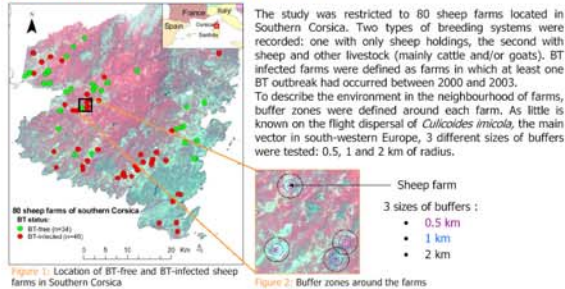 France
Italy
Spain
Corsica
Sardinia
The study was restricted to 80 sheep farms located in
Southern Corsica. Two types of breeding systems were
recorded: one with only sheep holdings, the second with
sheep and other livestock (mainly cattle and/or goats). BT
infected farms were defined as farms in which at least one
BT outbreak had occurred between 2000 and 2003.
To describe the environment in the neighbourhood of farms,
buffer zones were defined around each farm. As little is
known on the flight dispersal of Culicoides imicola, the main
vector in south-western Europe, 3 different sizes of buffers
were tested: 0.5, 1 and 2 km of radius.
80 sheep farms of southern Corsica
BT status:
BT-free (n=34)
BT-infected (n=46)
0 5 10 20 Km
Figure 1: Location of BT-free and BT-infected sheep
farms in Southern Corsica
Sheep farm
3 sizes of buffers :
• 0.5 km
• 1 km
• 2 km
Figure 2: Buffer zones around the farms